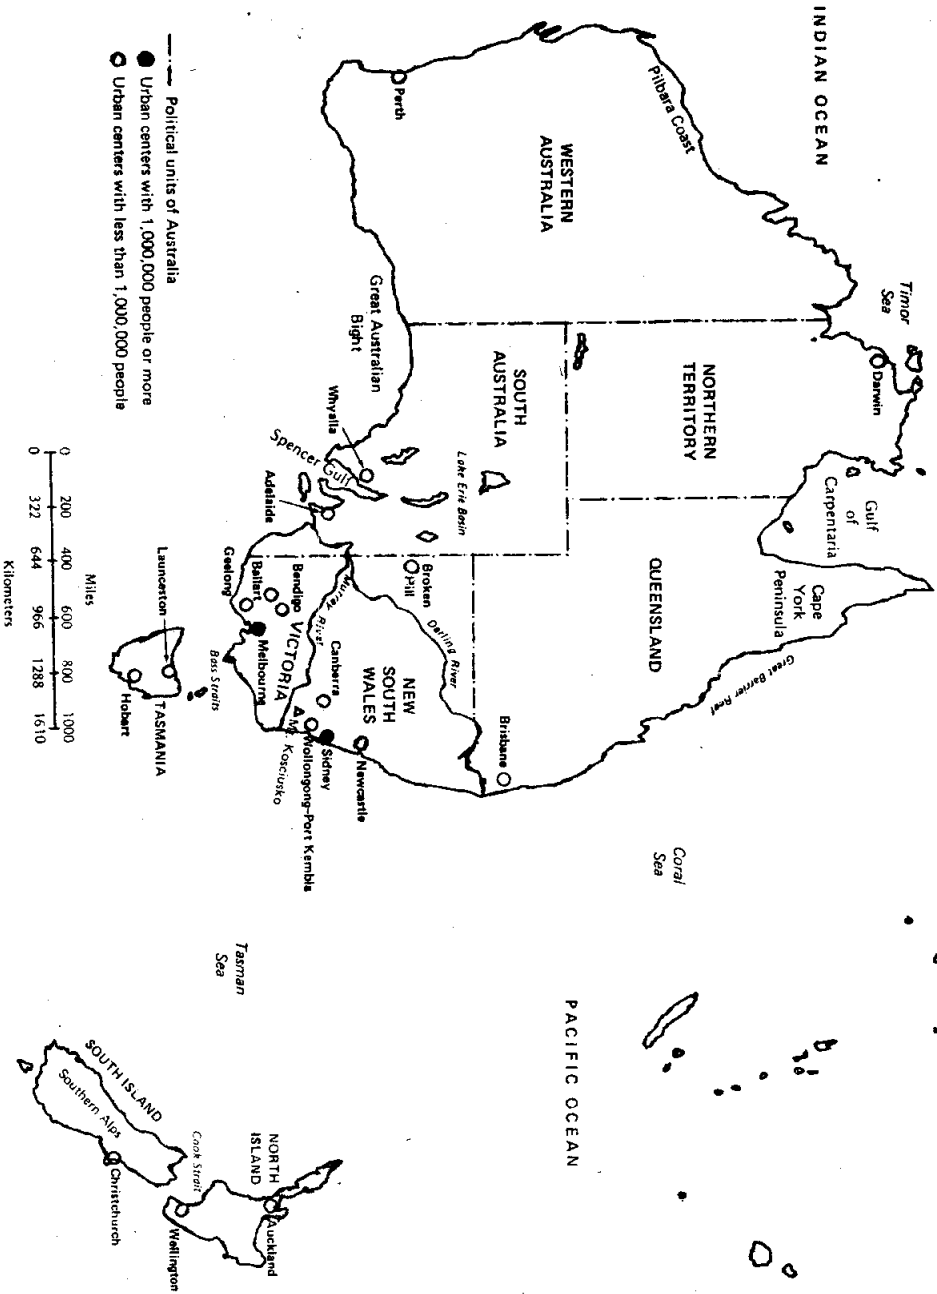 INDIAN OCEAN
Timor
Sea
Darwin
Gulf
of
Carpentaria
Cape
York
Peninsula
Great Barrier Reef
Pilbara Coast
WESTERN
AUSTRALIA
NORTHERN
TERRITORY
QUEENSLAND
Coral
Sea
PACIFIC OCEAN
SOUTH
AUSTRALIA
Lake Erie Basin
Brisbane
Perth
Great Australian
Bight
Whyalla
Spencer Gulf
Adelaide
Broken
Hill
Darling River
NEW
SOUTH
WALES
Murray River
Canberra
Newcastle
Sidney
Wollongong-Port Kembla
Mt. Kosciusko
VICTORIA
Bendigo
Ballart
Geelong
Melbourne
Bass Straits
Launceston
TASMANIA
Hobart
Tasman
Sea
NORTH
ISLAND
Auckland
Cook Strait
Wellington
SOUTH ISLAND
Southern Alps
Christchurch
Political units of Australia
Urban centers with 1,000,000 people or more
Urban centers with less than 1,000,000 people
Miles
0 200 400 600 800 1000
0 322 644 966 1288 1610
Kilometers